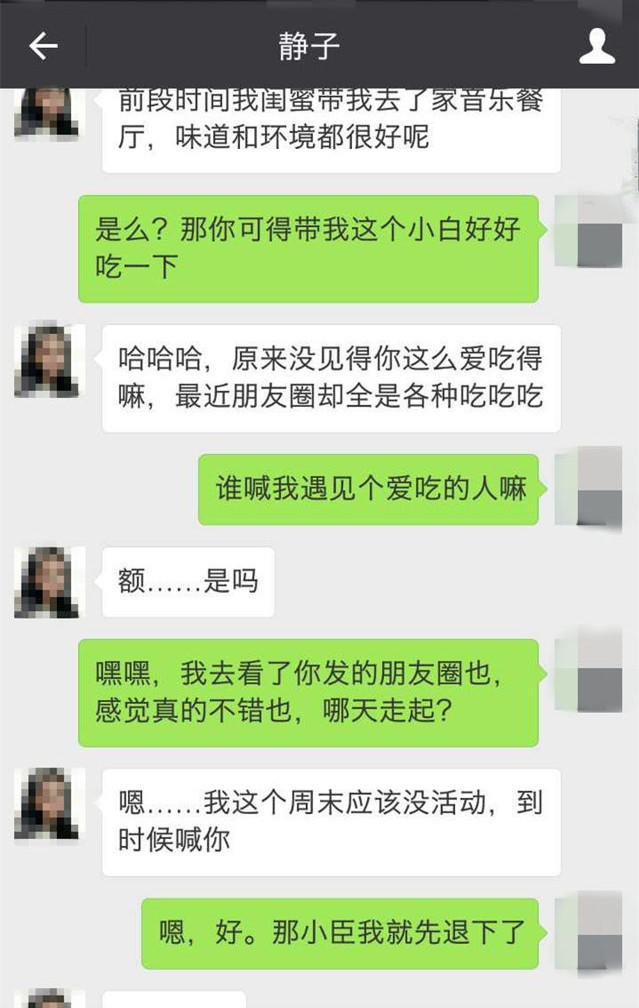 静子
前段时间我闺蜜带我去了家音乐餐
厅，味道和环境都很好呢
是么？那你可得带我这个小白好好
吃一下
哈哈哈，原来没见得你这么爱吃得
嘛，最近朋友圈却全是各种吃吃吃
谁喊我遇见个爱吃的人嘛
额……是吗
嘿嘿，我去看了你发的朋友圈也，
感觉真的不错也，哪天走起？
嗯……我这个周末应该没活动，到
时候喊你
嗯，好。那小臣我就先退下了